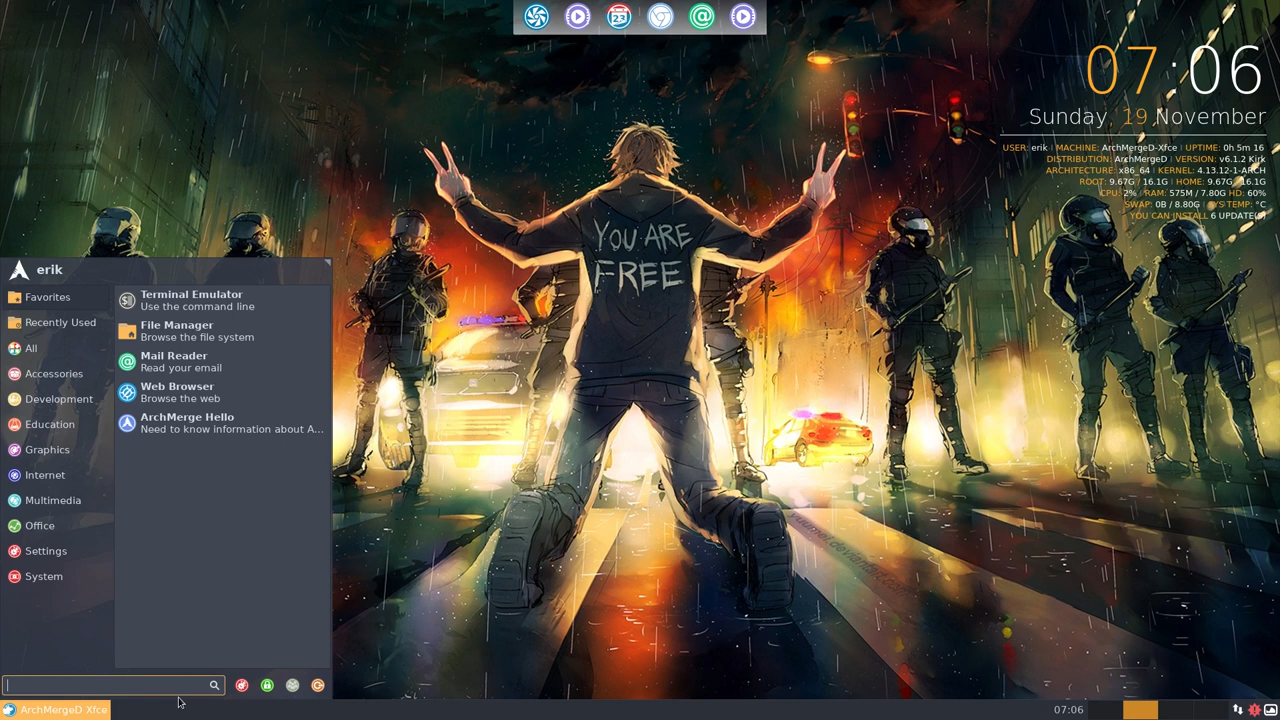 23
07:06
Sunday, 19 November
USER: erik | MACHINE: ArchMergeD-Xfce | UPTIME: 0h 5m 16
DISTRIBUTION: ArchMergeD | VERSION: v6.1.2 Kirk
ARCHITECTURE: x86_64 | KERNEL: 4.13.12-1-ARCH
ROOT: 9.67G / 16.1G | HOME: 9.67G / 16.1G
CPU: 2% | RAM: 575M / 7.80G HD: 60%
SWAP: 0B / 8.80G | SYS TEMP: °C
YOU CAN INSTALL 6 UPDATE(S)
YOU ARE
FREE
erik
Favorites
Recently Used
All
Accessories
Development
Education
Graphics
Internet
Multimedia
Office
Settings
System
Terminal Emulator
Use the command line
File Manager
Browse the file system
Mail Reader
Read your email
Web Browser
Browse the web
ArchMerge Hello
Need to know information about A...
ArchMergeD Xfce
07:06